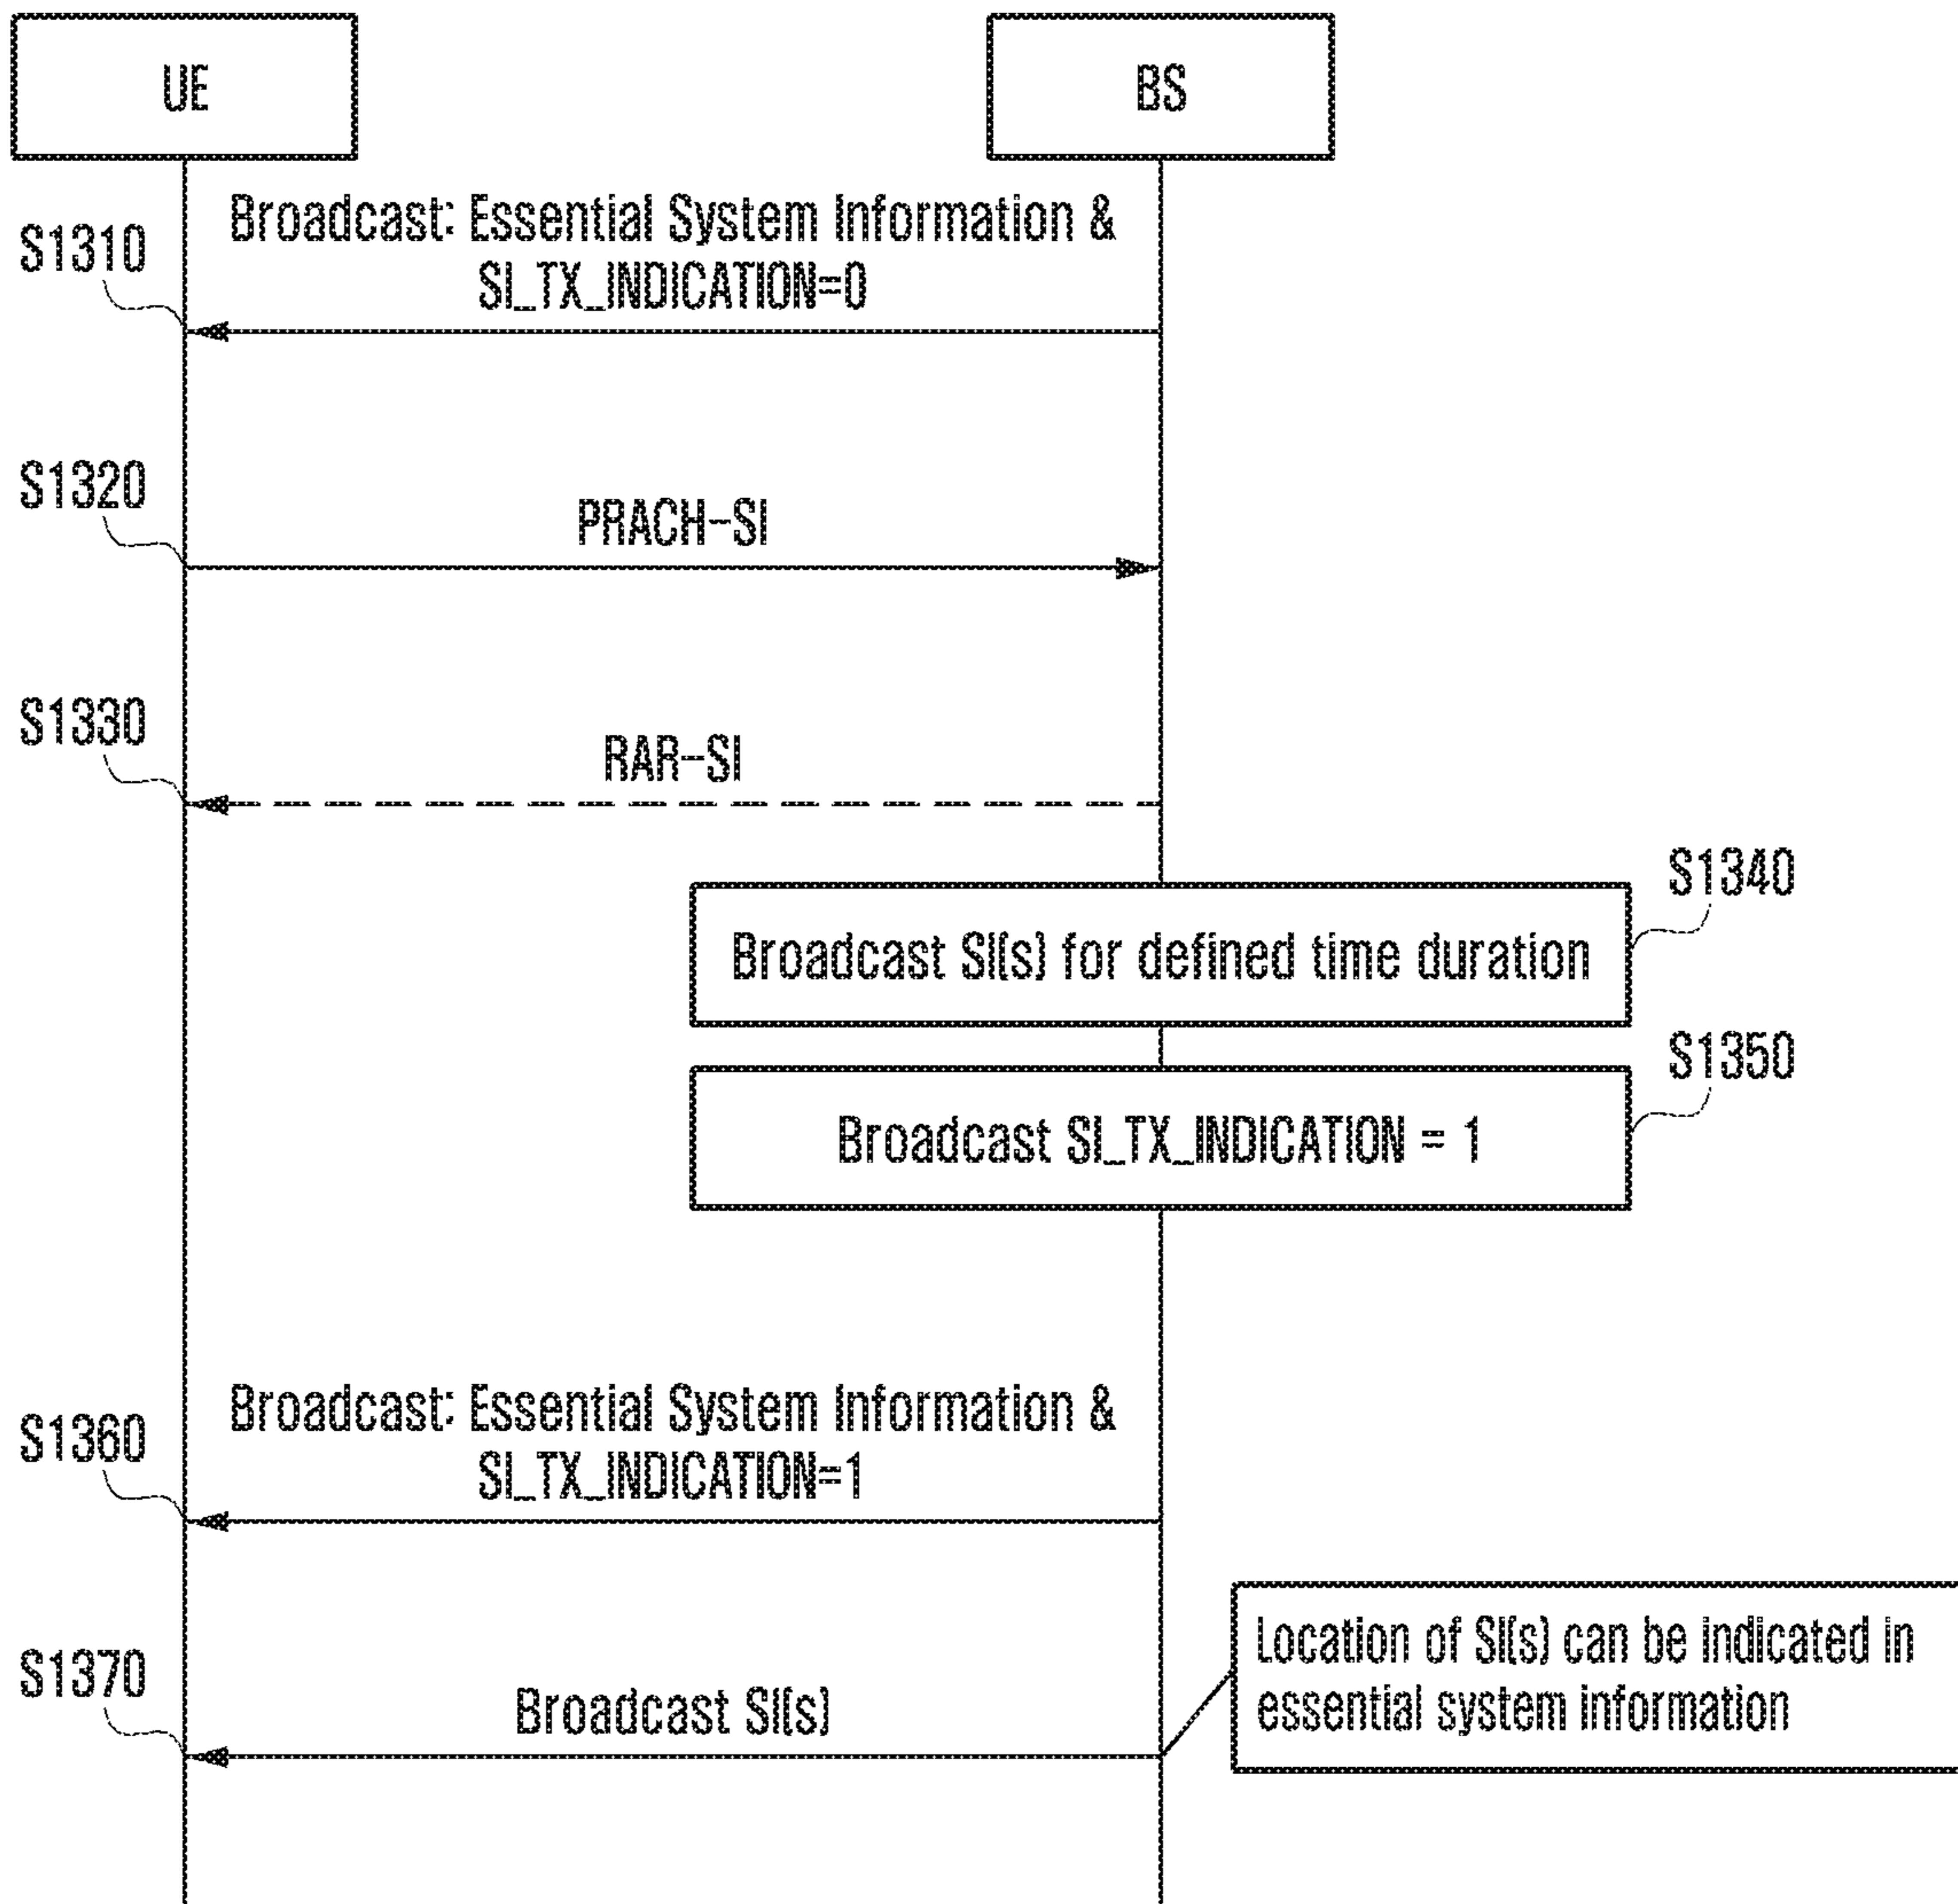 UE
BS
Broadcast: Essential System Information &
SI_TX_INDICATION=0
S1310
S1320
PRACH-SI
S1330
RAR-SI
S1340
Broadcast SI(s) for defined time duration
S1350
Broadcast SI_TX_INDICATION = 1
Broadcast: Essential System Information &
SI_TX_INDICATION=1
S1360
Location of SI(s) can be indicated in
essential system information
S1370
Broadcast SI(s)